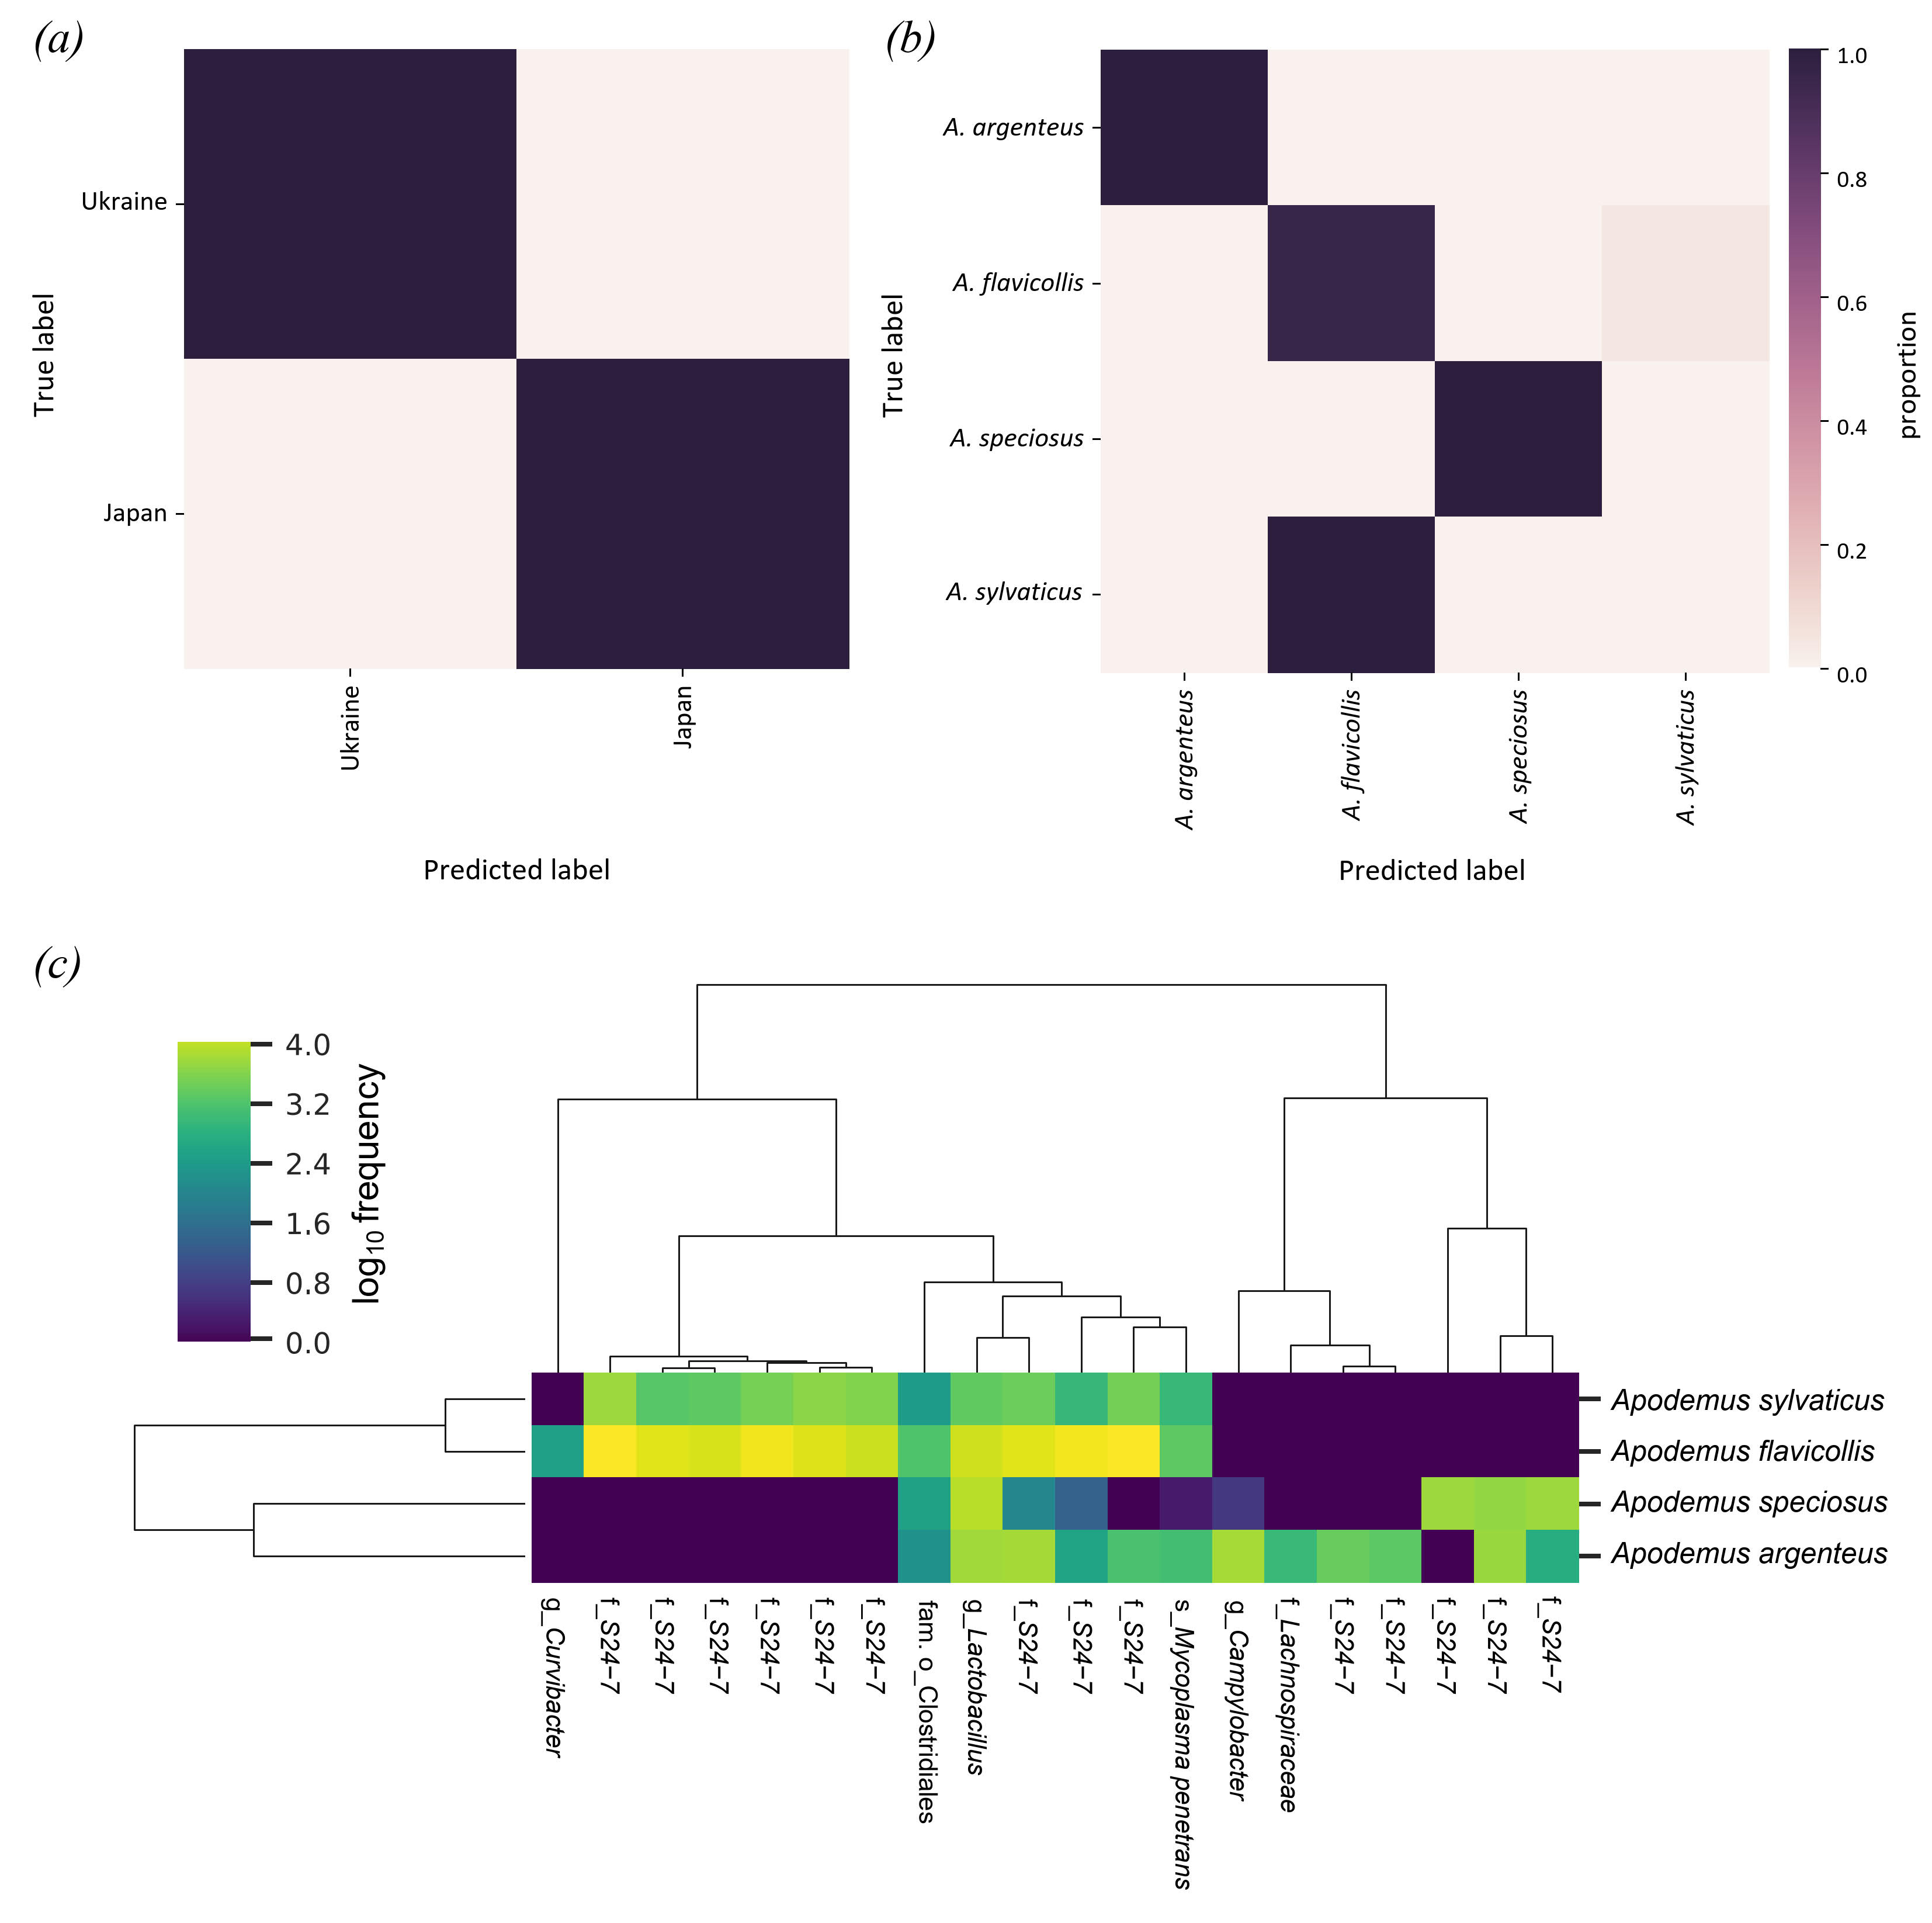 (a)
True label
Ukraine
Japan
Ukraine
Japan
Predicted label
(b)
True label
A. argenteus
A. flavicollis
A. speciosus
A. sylvaticus
A. argenteus
A. flavicollis
A. speciosus
A. sylvaticus
Predicted label
1.0
0.8
0.6
0.4
0.2
0.0
proportion
(c)
4.0
3.2
2.4
1.6
0.8
0.0
log10 frequency
Apodemus sylvaticus
Apodemus flavicollis
Apodemus speciosus
Apodemus argenteus
g_Curvibacter
f_S24−7
f_S24−7
f_S24−7
f_S24−7
f_S24−7
f_S24−7
fam. o_Clostridiales
g_Lactobacillus
f_S24−7
f_S24−7
f_S24−7
s_Mycoplasma penetrans
g_Campylobacter
f_Lachnospiraceae
f_S24−7
f_S24−7
f_S24−7
f_S24−7
f_S24−7